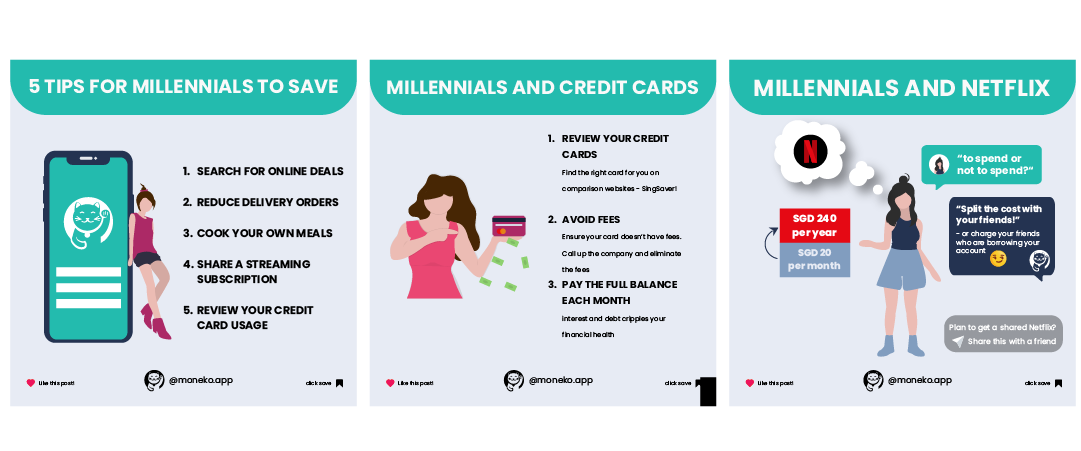 5 TIPS FOR MILLENNIALS TO SAVE
1. SEARCH FOR ONLINE DEALS
2. REDUCE DELIVERY ORDERS
3. COOK YOUR OWN MEALS
4. SHARE A STREAMING
SUBSCRIPTION
5. REVIEW YOUR CREDIT
CARD USAGE
Like this post!
@moneko.app
click save
MILLENNIALS AND CREDIT CARDS
1. REVIEW YOUR CREDIT
CARDS
Find the right card for you on
comparison websites - SingSaver!
2. AVOID FEES
Ensure your card doesn't have fees.
Call up the company and eliminate
the fees
3. PAY THE FULL BALANCE
EACH MONTH
Interest and debt cripples your
financial health
Like this post!
@moneko.app
click save
MILLENNIALS AND NETFLIX
N
"to spend or
not to spend?"
SGD 240
per year
SGD 20
per month
"Split the cost with
your friends!"
- or charge your friends
who are borrowing your
account
Plan to get a shared Netflix?
Share this with a friend
Like this post!
@moneko.app
click save